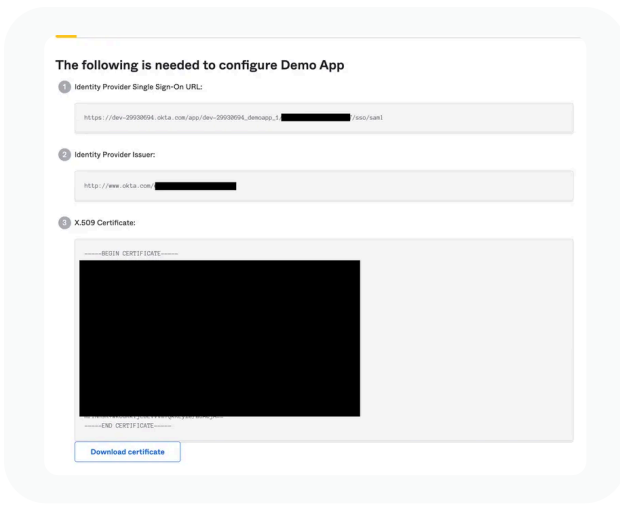 The following is needed to configure Demo App
1 Identity Provider Single Sign-On URL:
https://dev-29930694.okta.com/app/dev-29930694_demoapp_1/ /sso/saml
2 Identity Provider Issuer:
http://www.okta.com/
3 X.509 Certificate:
-----BEGIN CERTIFICATE-----
-----END CERTIFICATE-----
Download certificate